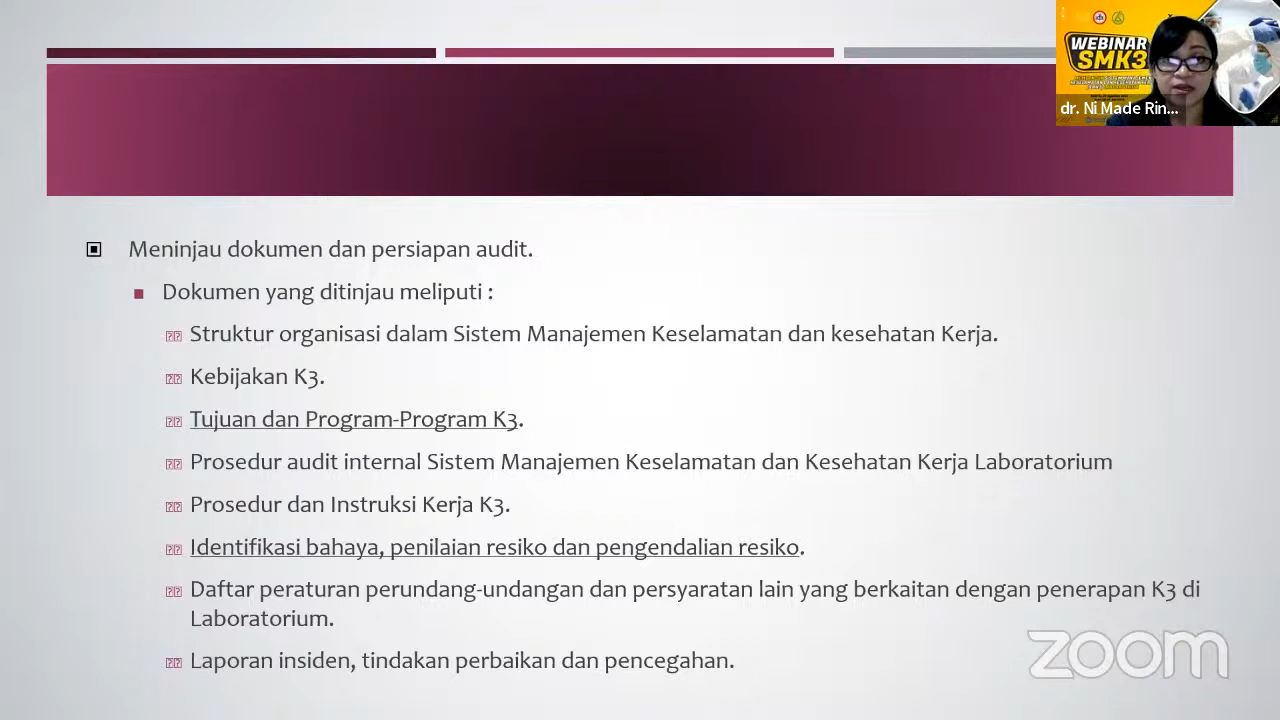 WEBINAR
SMK3
dr. Ni Made Rin...
Meninjau dokumen dan persiapan audit.
Dokumen yang ditinjau meliputi :
Struktur organisasi dalam Sistem Manajemen Keselamatan dan kesehatan Kerja.
Kebijakan K3.
Tujuan dan Program-Program K3.
Prosedur audit internal Sistem Manajemen Keselamatan dan Kesehatan Kerja Laboratorium
Prosedur dan Instruksi Kerja K3.
Identifikasi bahaya, penilaian resiko dan pengendalian resiko.
Daftar peraturan perundang-undangan dan persyaratan lain yang berkaitan dengan penerapan K3 di
Laboratorium.
Laporan insiden, tindakan perbaikan dan pencegahan.
zoom